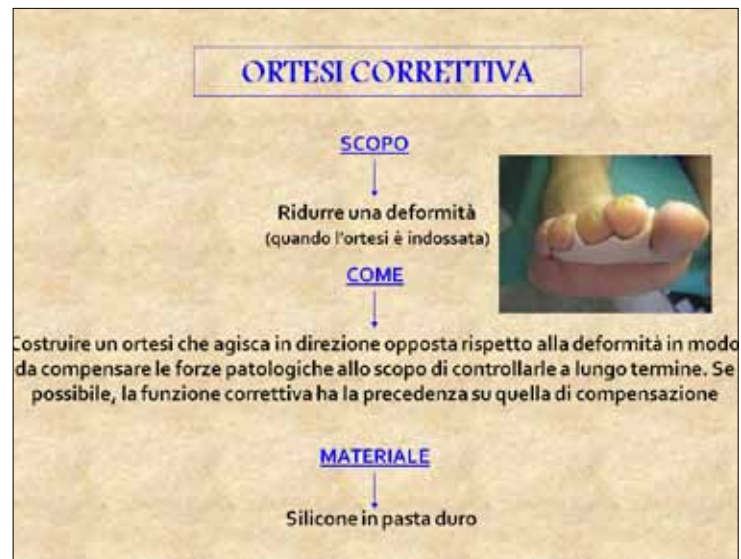 ORTESI CORRETTIVA
SCOPO
Ridurre una deformità
(quando l'ortesi è indossata)
COME
Costruire un ortesi che agisca in direzione opposta rispetto alla deformità in modo
da compensare le forze patologiche allo scopo di controllarle a lungo termine. Se
possibile, la funzione correttiva ha la precedenza su quella di compensazione
MATERIALE
Silicone in pasta duro